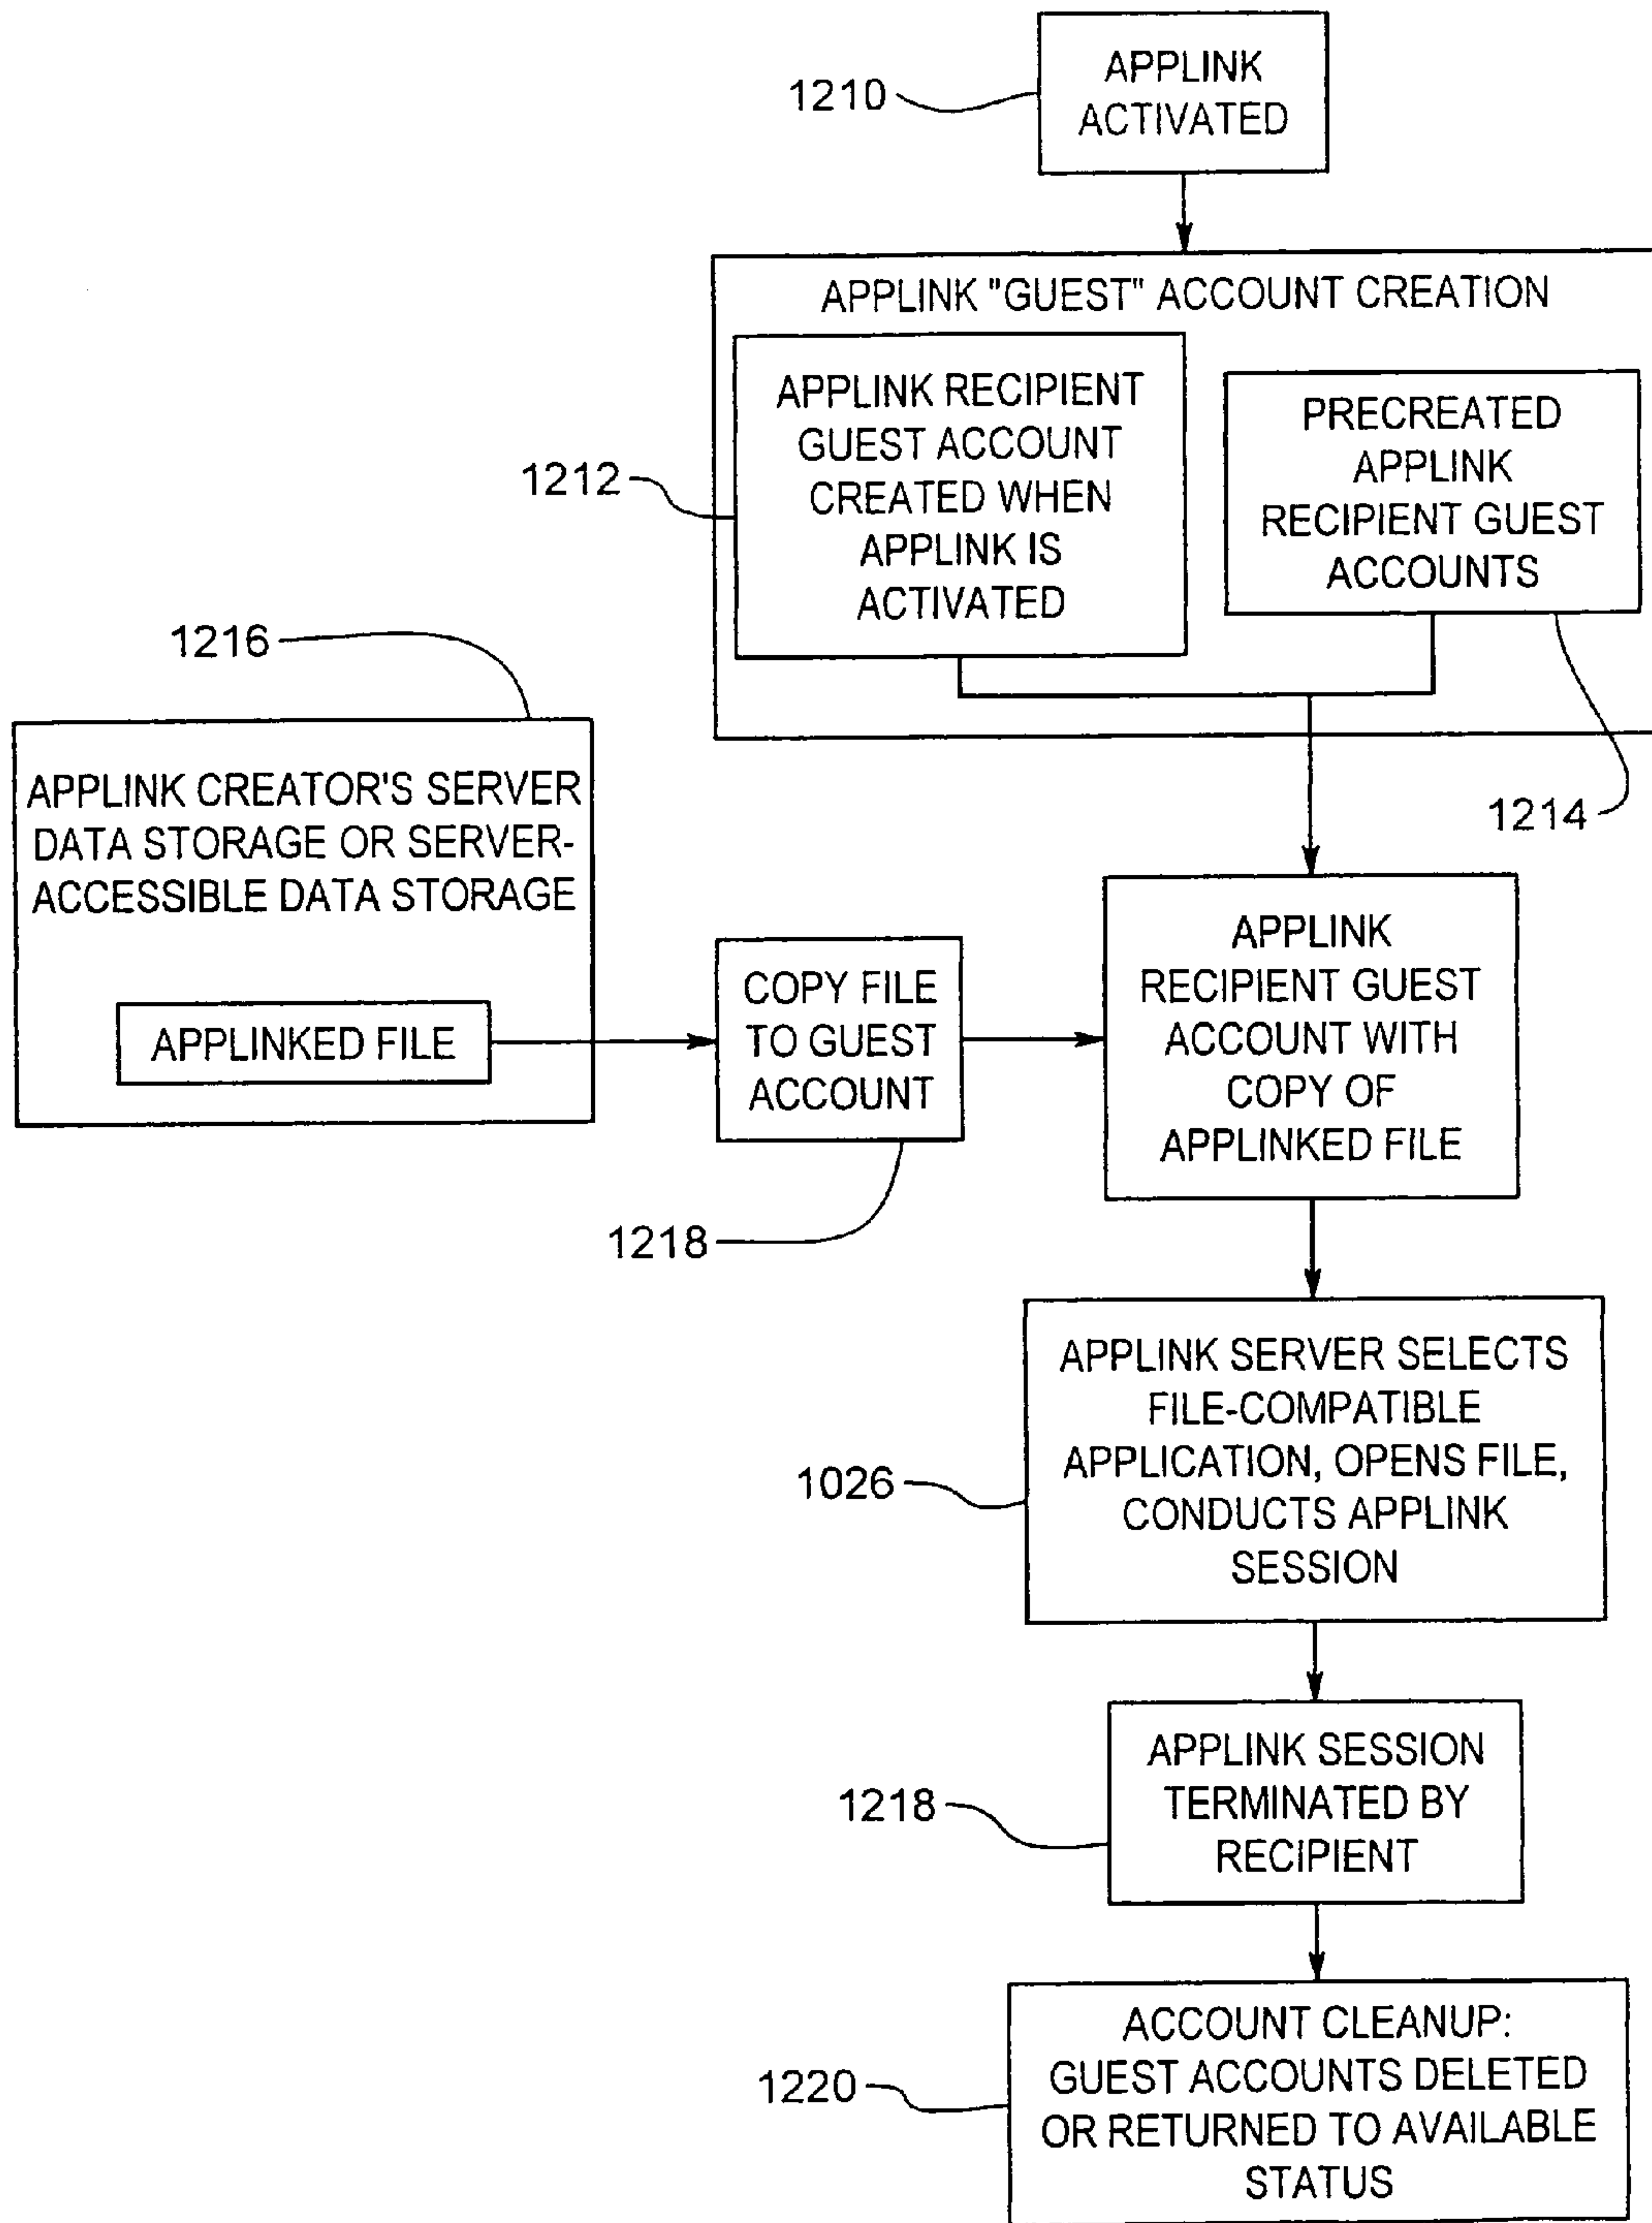 1210
APPLINK
ACTIVATED
APPLINK "GUEST" ACCOUNT CREATION
1212
APPLINK RECIPIENT
GUEST ACCOUNT
CREATED WHEN
APPLINK IS
ACTIVATED
PRECREATED
APPLINK
RECIPIENT GUEST
ACCOUNTS
1214
1216
APPLINK CREATOR'S SERVER
DATA STORAGE OR SERVER-
ACCESSIBLE DATA STORAGE
APPLINKED FILE
COPY FILE
TO GUEST
ACCOUNT
1218
APPLINK
RECIPIENT GUEST
ACCOUNT WITH
COPY OF
APPLINKED FILE
1026
APPLINK SERVER SELECTS
FILE-COMPATIBLE
APPLICATION, OPENS FILE,
CONDUCTS APPLINK
SESSION
1218
APPLINK SESSION
TERMINATED BY
RECIPIENT
1220
ACCOUNT CLEANUP:
GUEST ACCOUNTS DELETED
OR RETURNED TO AVAILABLE
STATUS